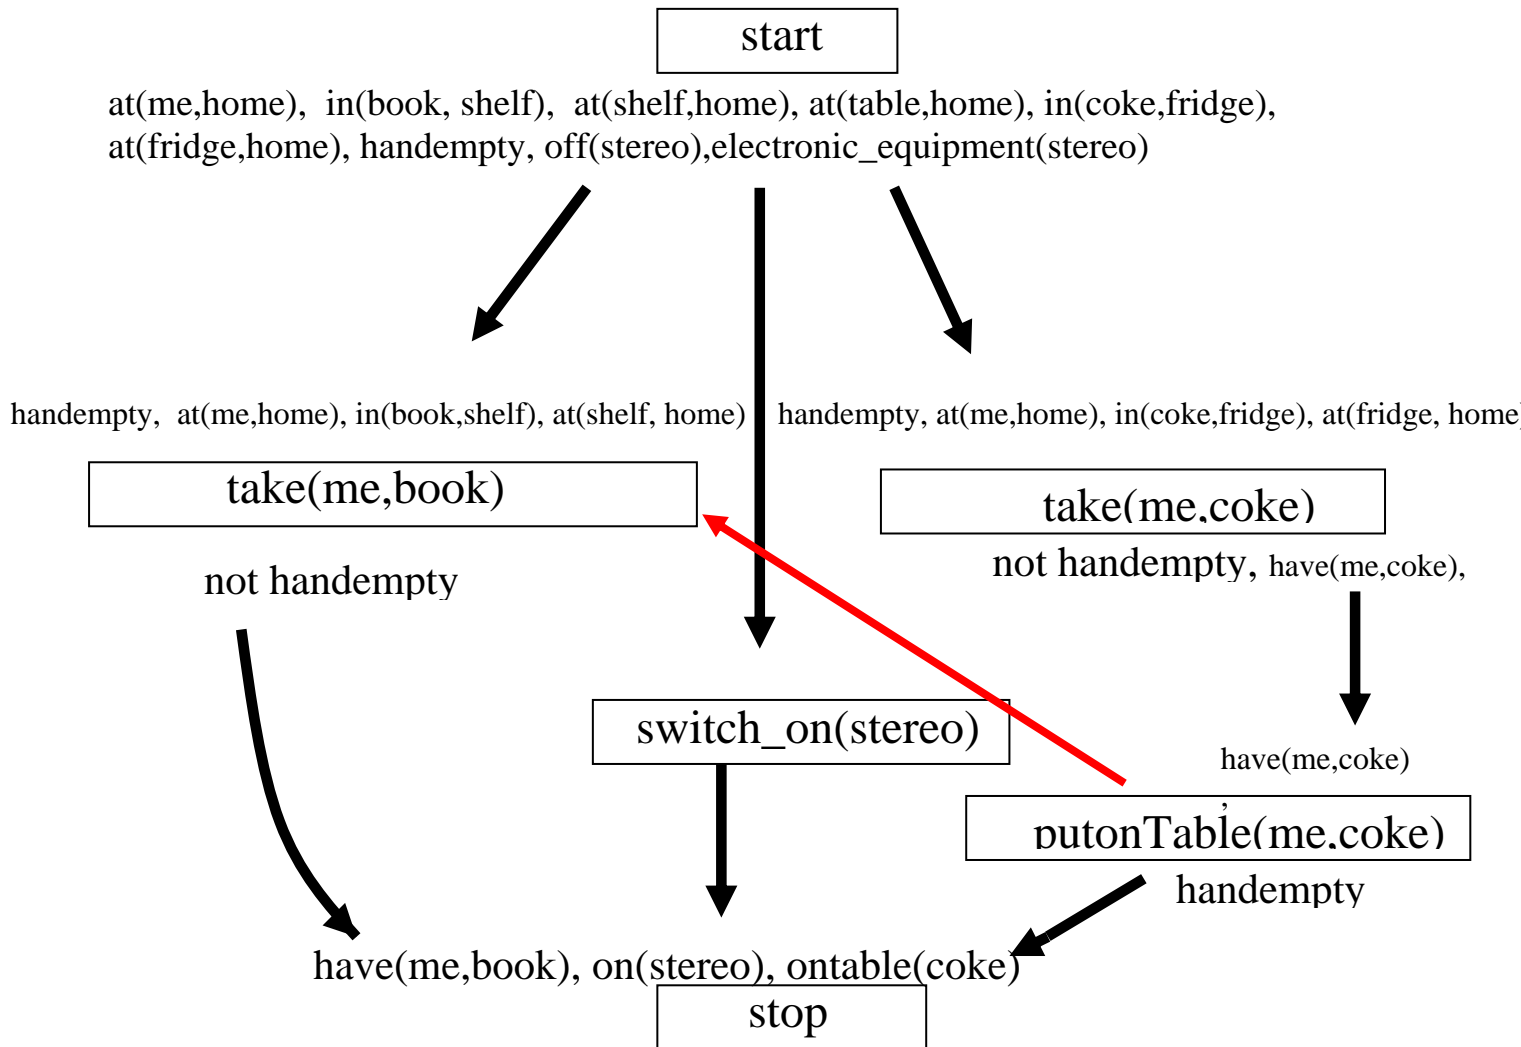 start
at(me,home), in(book, shelf), at(shelf,home), at(table,home), in(coke,fridge),
at(fridge,home), handempty, off(stereo),electronic_equipment(stereo)
handempty, at(me,home), in(book,shelf), at(shelf, home)
handempty, at(me,home), in(coke,fridge), at(fridge, home)
take(me,book)
take(me,coke)
not handempty
not handempty, have(me,coke),
switch_on(stereo)
have(me,coke)
,
putonTable(me,coke)
handempty
have(me,book), on(stereo), ontable(coke)
stop